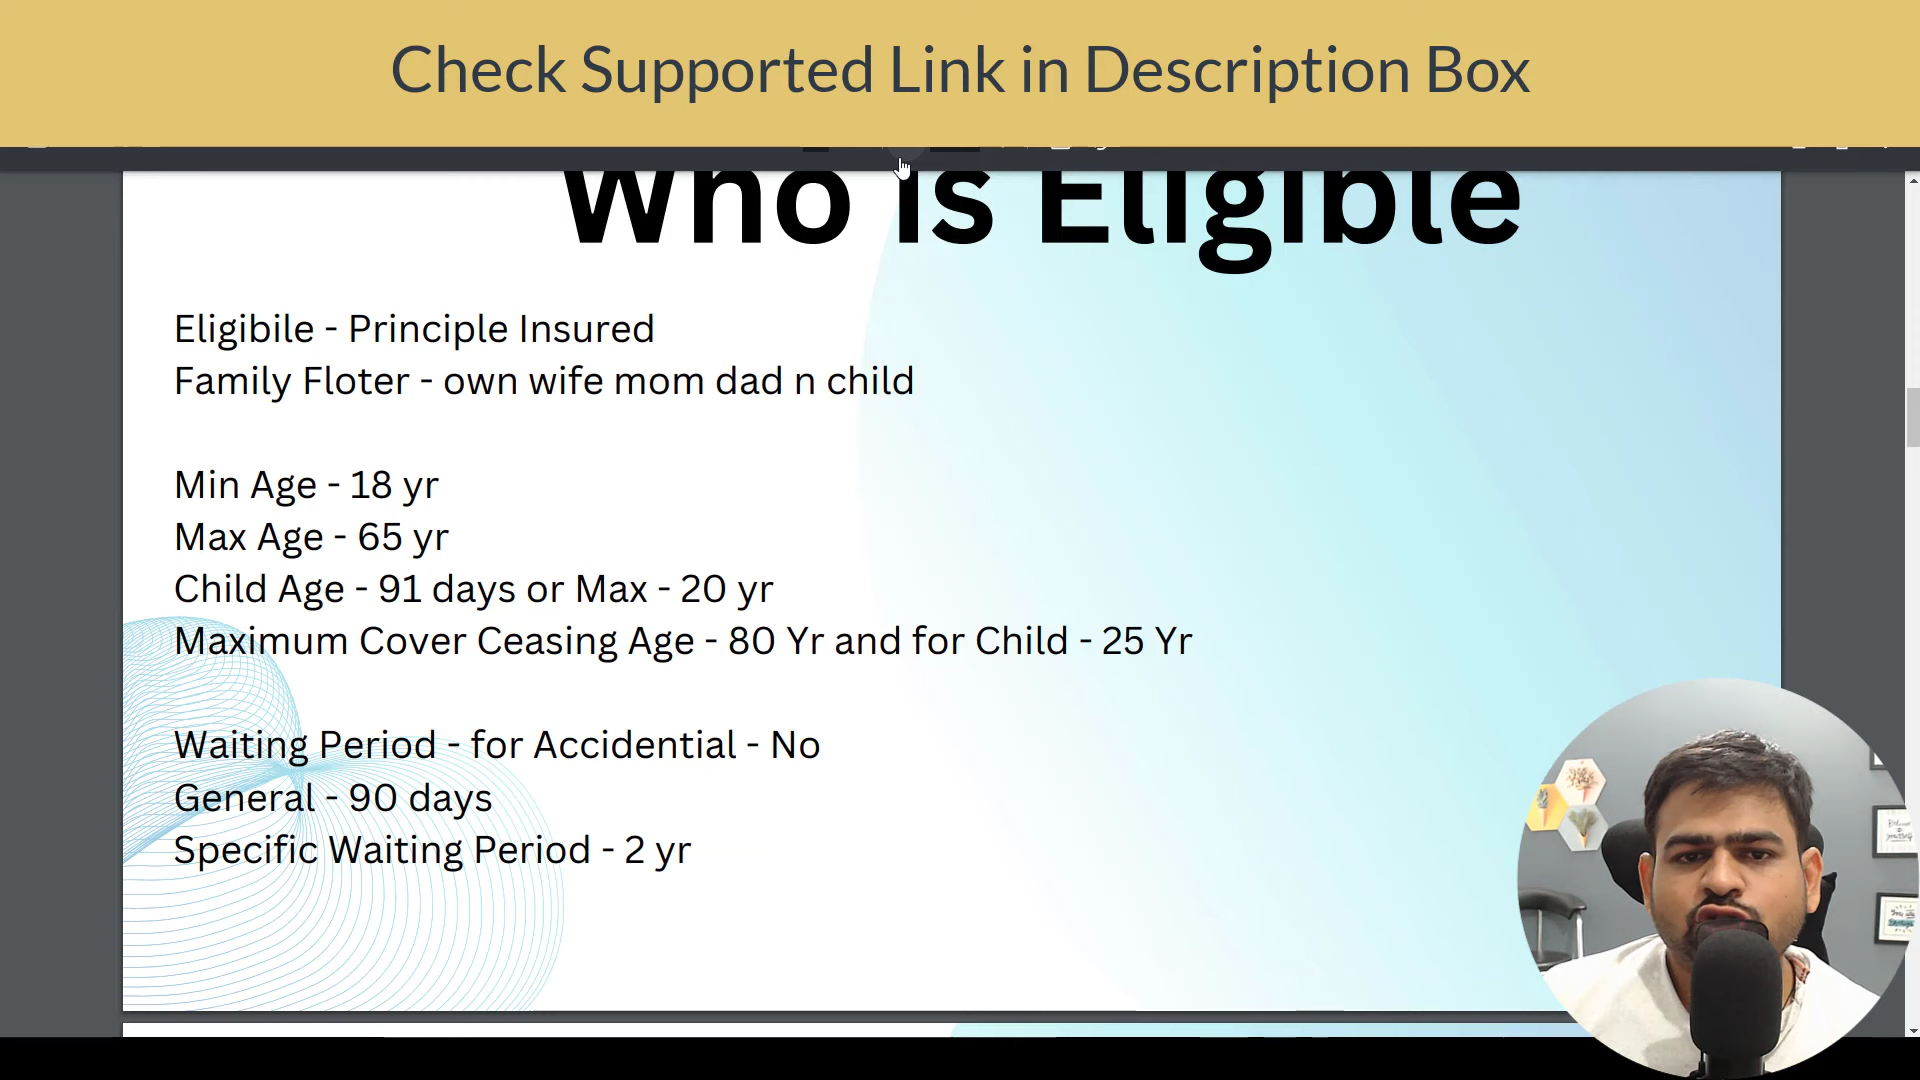 Check Supported Link in Description Box
Who is Eligible
Eligibile - Principle Insured
Family Floter - own wife mom dad n child
Min Age - 18 yr
Max Age - 65 yr
Child Age - 91 days or Max - 20 yr
Maximum Cover Ceasing Age - 80 Yr and for Child - 25 Yr
Waiting Period - for Accidential - No
General - 90 days
Specific Waiting Period - 2 yr